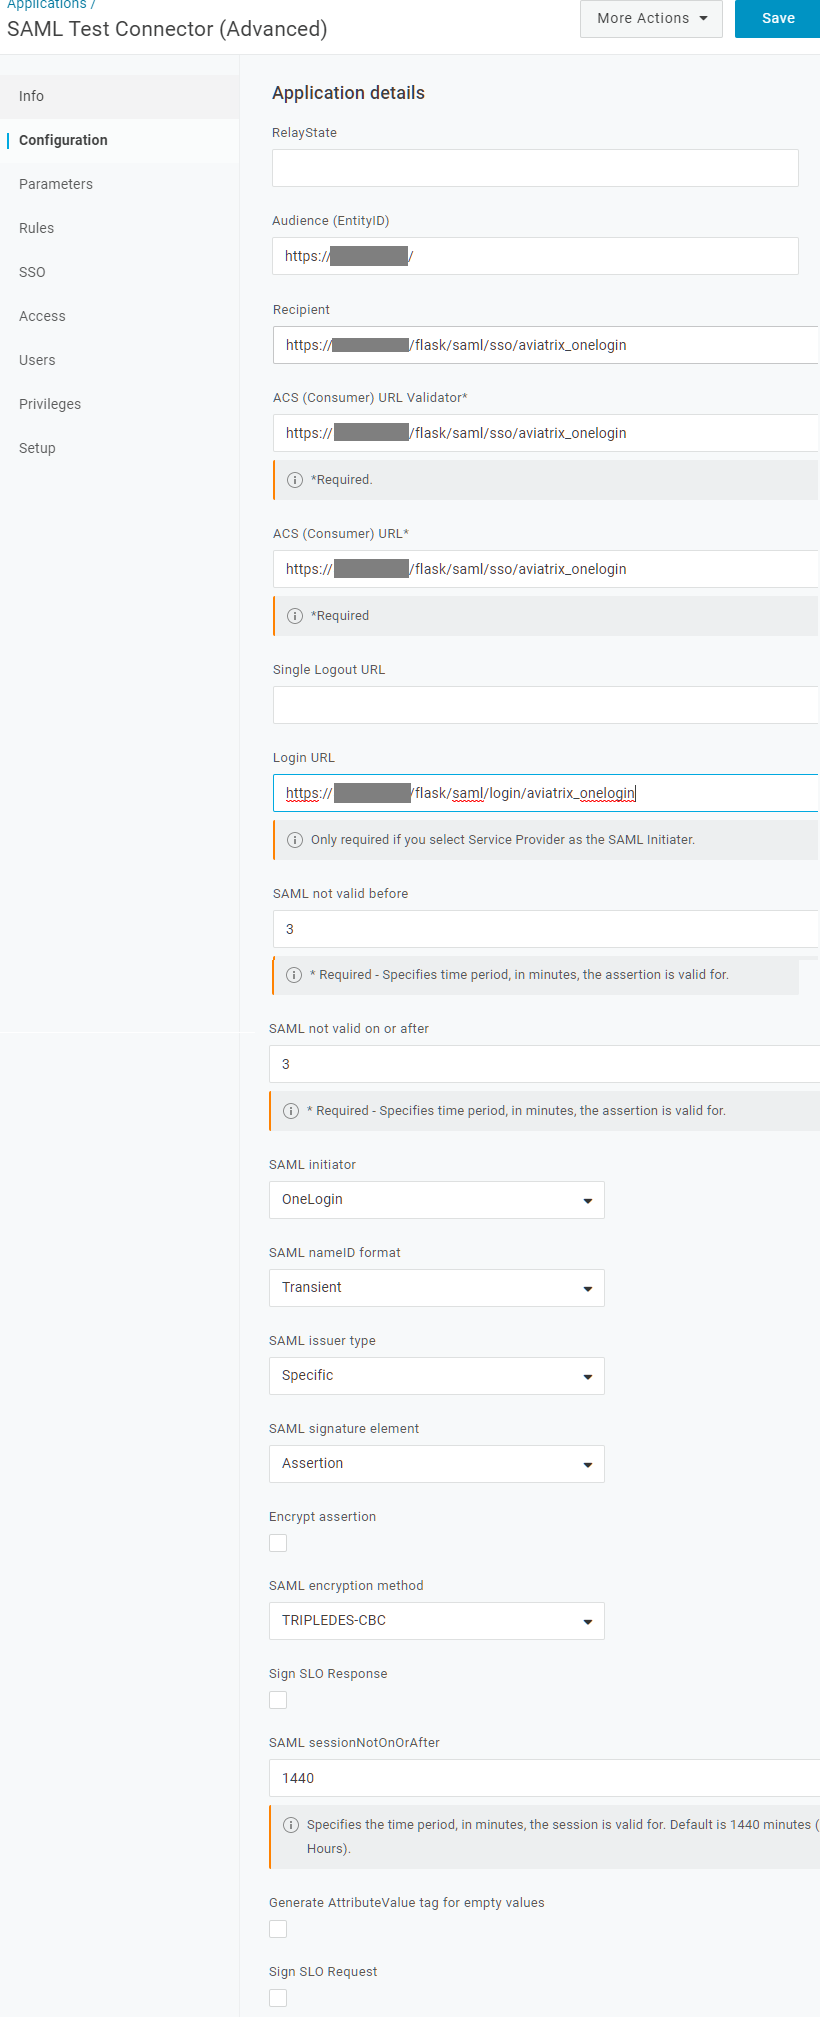 Applications /
SAML Test Connector (Advanced)
More Actions
Save
Info
Configuration
Parameters
Rules
SSO
Access
Users
Privileges
Setup
Application details
RelayState
Audience (EntityID)
https:// /
Recipient
https:// /flask/saml/sso/aviatrix_onelogin
ACS (Consumer) URL Validator*
https:// /flask/saml/sso/aviatrix_onelogin
*Required.
ACS (Consumer) URL*
https:// /flask/saml/sso/aviatrix_onelogin
*Required
Single Logout URL
Login URL
https:// /flask/saml/login/aviatrix_onelogin
Only required if you select Service Provider as the SAML Initiater.
SAML not valid before
3
* Required - Specifies time period, in minutes, the assertion is valid for.
SAML not valid on or after
3
* Required - Specifies time period, in minutes, the assertion is valid for.
SAML initiator
OneLogin
SAML nameID format
Transient
SAML issuer type
Specific
SAML signature element
Assertion
Encrypt assertion
SAML encryption method
TRIPLEDES-CBC
Sign SLO Response
SAML sessionNotOnOrAfter
1440
Specifies the time period, in minutes, the session is valid for. Default is 1440 minutes (
Hours).
Generate AttributeValue tag for empty values
Sign SLO Request